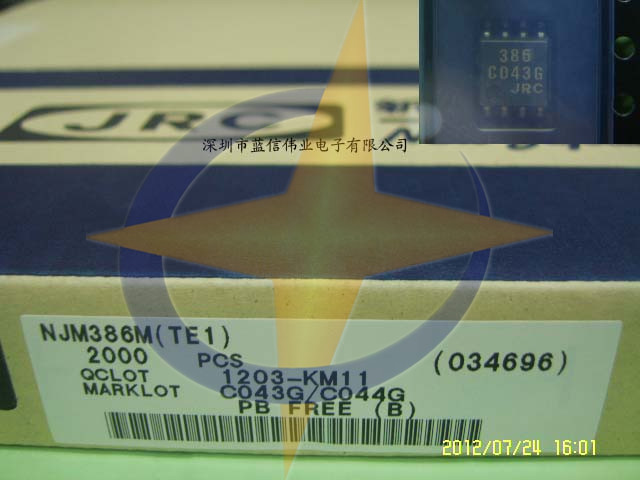 386
C043G
JRC
JRC
深圳市蓝信伟业电子有限公司
NJM386M(TE1)
2000 PCS
(034696)
QCLOT 1203-KM11
MARKLOT C043G/C044G
PB FREE (B)
2012/07/24 16:01